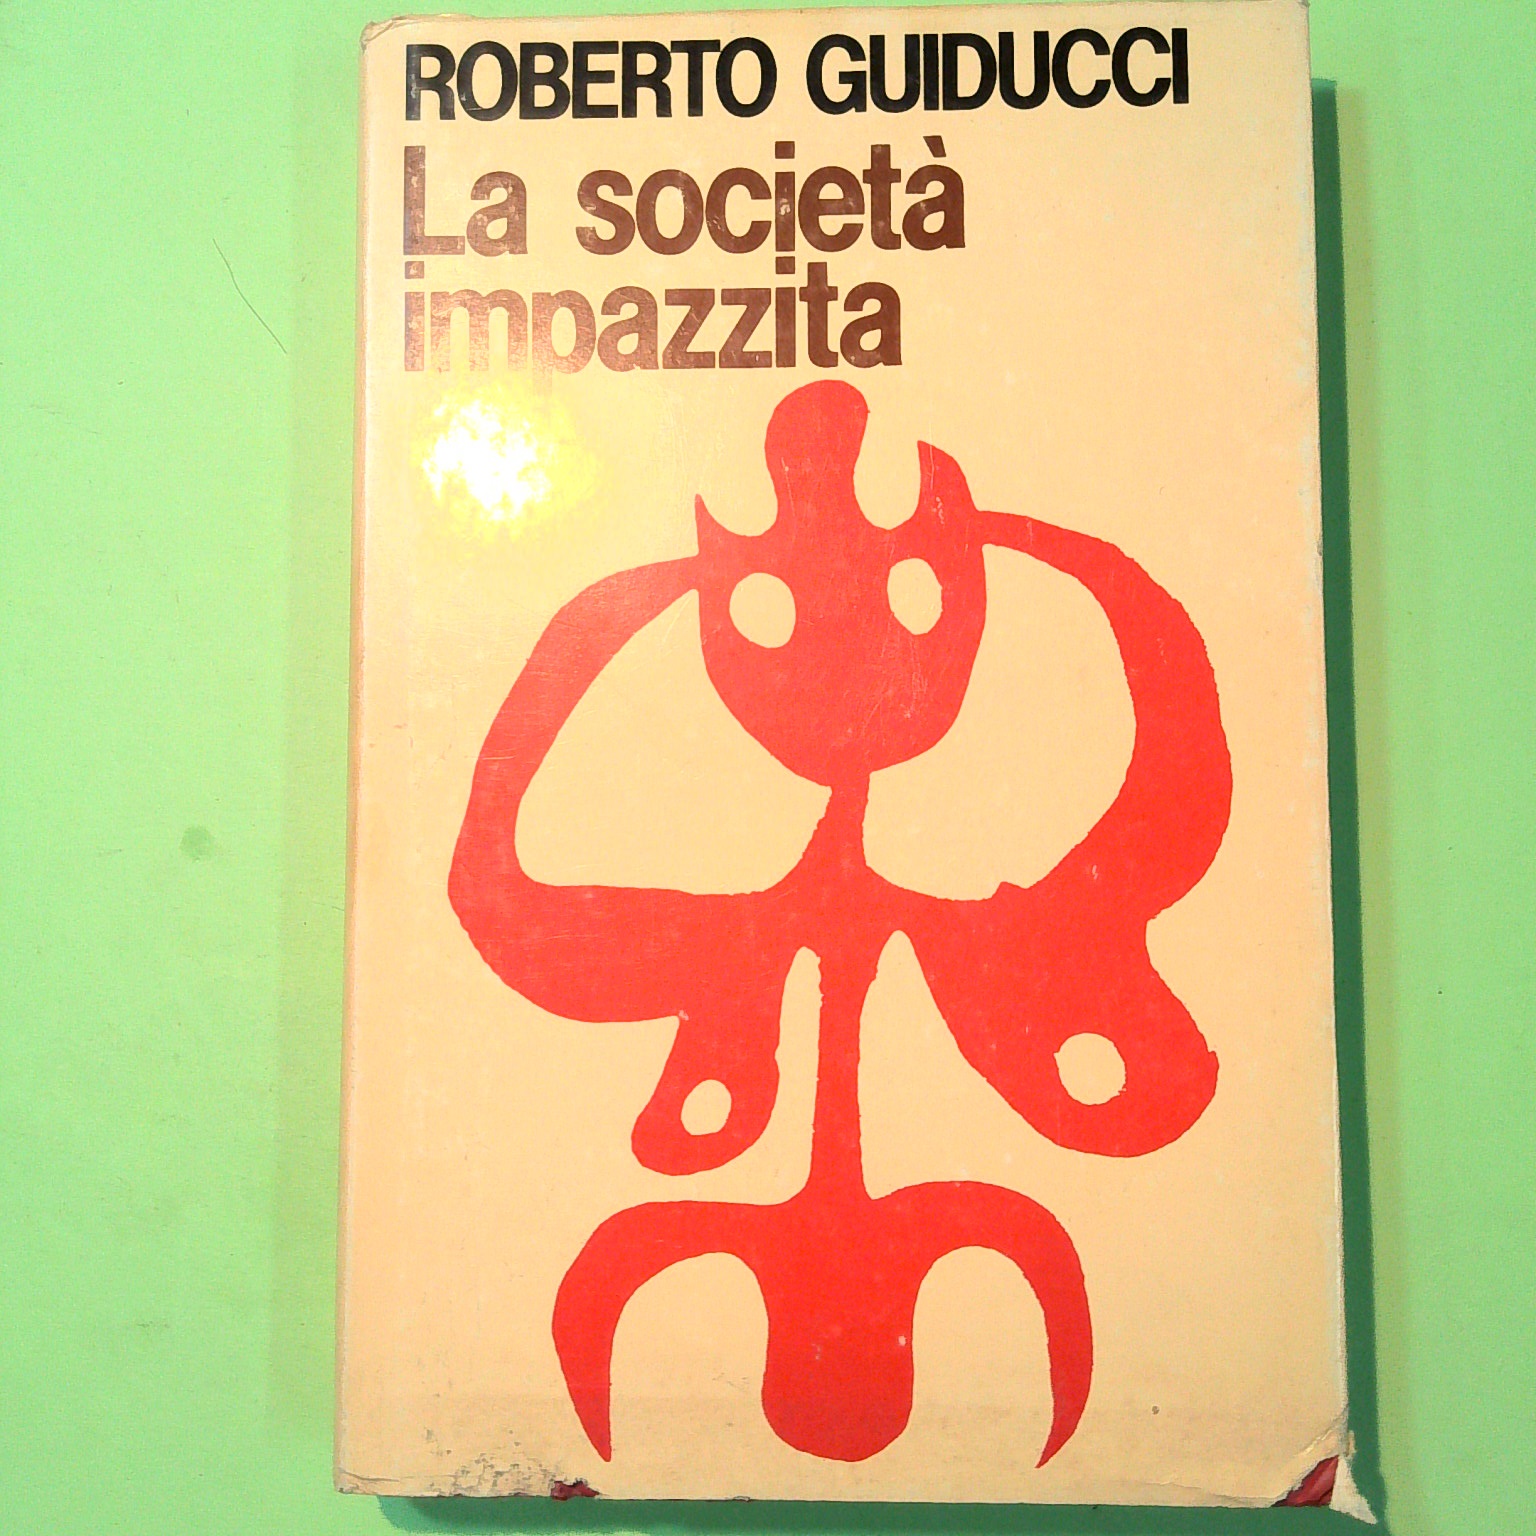 ROBERTO GUIDUCCI
La società
impazzita